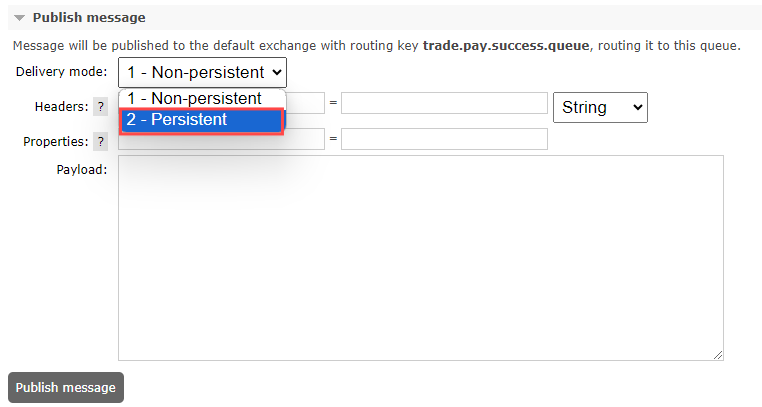 Publish message
Message will be published to the default exchange with routing key trade.pay.success.queue, routing it to this queue.
Delivery mode: 1 - Non-persistent
1 - Non-persistent
2 - Persistent
Headers: ? = String
Properties: ? =
Payload:
Publish message